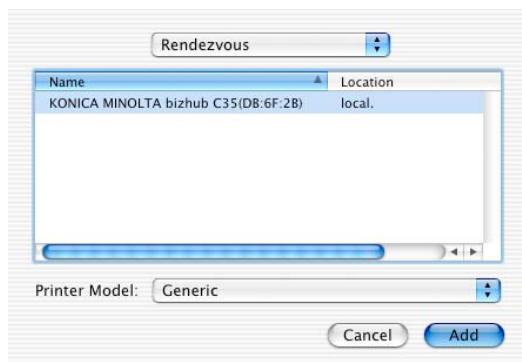 Rendezvous
Name Location
KONICA MINOLTA bizhub C35(DB:6F:2B) local.
Printer Model: Generic
Cancel Add